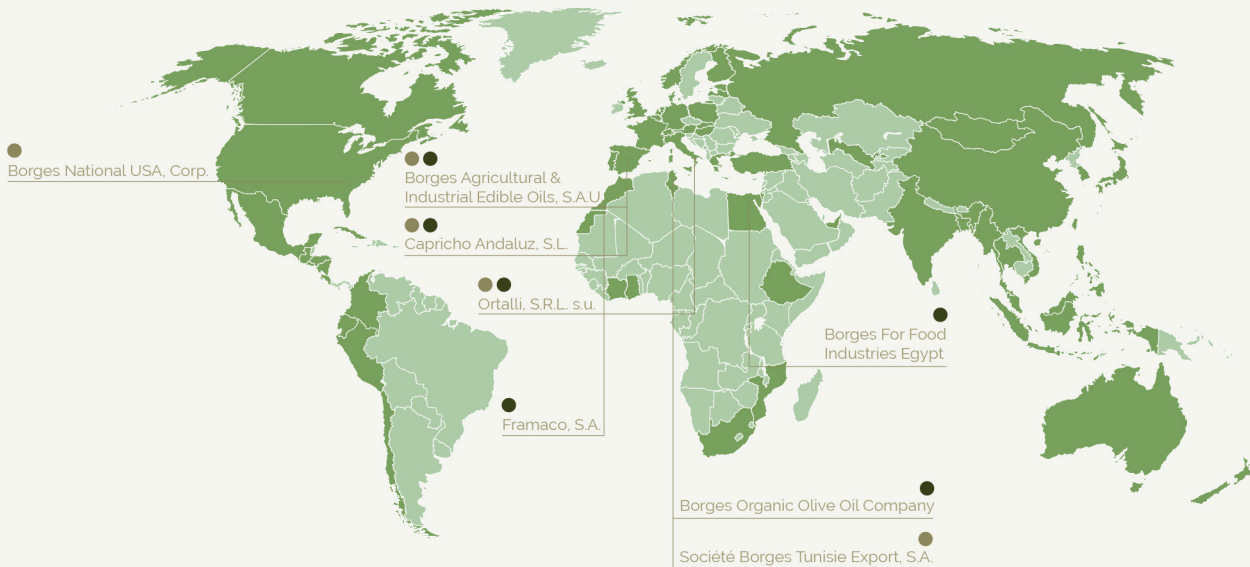 Borges National USA, Corp.
Borges Agricultural &
Industrial Edible Oils, S.A.U
Capricho Andaluz, S.L.
Ortalli, S.R.L. s.u.
Borges For Food
Industries Egypt
Framaco, S.A.
Borges Organic Olive Oil Company
Société Borges Tunisie Export, S.A.